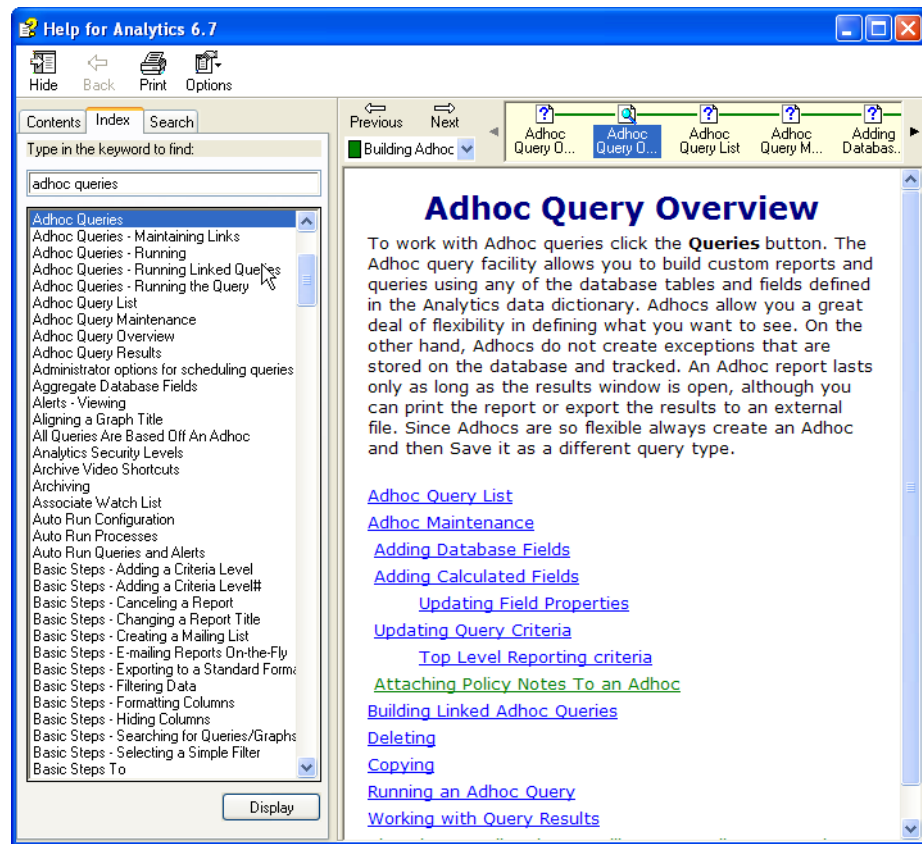 Help for Analytics 6.7
Hide Back Print Options
Contents Index Search
Type in the keyword to find:
adhoc queries
Adhoc Queries
Adhoc Queries - Maintaining Links
Adhoc Queries - Running
Adhoc Queries - Running Linked Queries
Adhoc Queries - Running the Query
Adhoc Query List
Adhoc Query Maintenance
Adhoc Query Overview
Adhoc Query Results
Administrator options for scheduling queries
Aggregate Database Fields
Alerts - Viewing
Aligning a Graph Title
All Queries Are Based Off An Adhoc
Analytics Security Levels
Archive Video Shortcuts
Archiving
Associate Watch List
Auto Run Configuration
Auto Run Processes
Auto Run Queries and Alerts
Basic Steps - Adding a Criteria Level
Basic Steps - Adding a Criteria Level#
Basic Steps - Canceling a Report
Basic Steps - Changing a Report Title
Basic Steps - Creating a Mailing List
Basic Steps - E-mailing Reports On-the-Fly
Basic Steps - Exporting to a Standard Forma
Basic Steps - Filtering Data
Basic Steps - Formatting Columns
Basic Steps - Hiding Columns
Basic Steps - Searching for Queries/Graphs
Basic Steps - Selecting a Simple Filter
Basic Steps To
Display
Previous Next
Building Adhoc
Adhoc Query O...
Adhoc Query O...
Adhoc Query List
Adhoc Query M...
Adding Databas..
Adhoc Query Overview
To work with Adhoc queries click the Queries button. The
Adhoc query facility allows you to build custom reports and
queries using any of the database tables and fields defined
in the Analytics data dictionary. Adhocs allow you a great
deal of flexibility in defining what you want to see. On the
other hand, Adhocs do not create exceptions that are
stored on the database and tracked. An Adhoc report lasts
only as long as the results window is open, although you
can print the report or export the results to an external
file. Since Adhocs are so flexible always create an Adhoc
and then Save it as a different query type.
Adhoc Query List
Adhoc Maintenance
Adding Database Fields
Adding Calculated Fields
Updating Field Properties
Updating Query Criteria
Top Level Reporting criteria
Attaching Policy Notes To an Adhoc
Building Linked Adhoc Queries
Deleting
Copying
Running an Adhoc Query
Working with Query Results